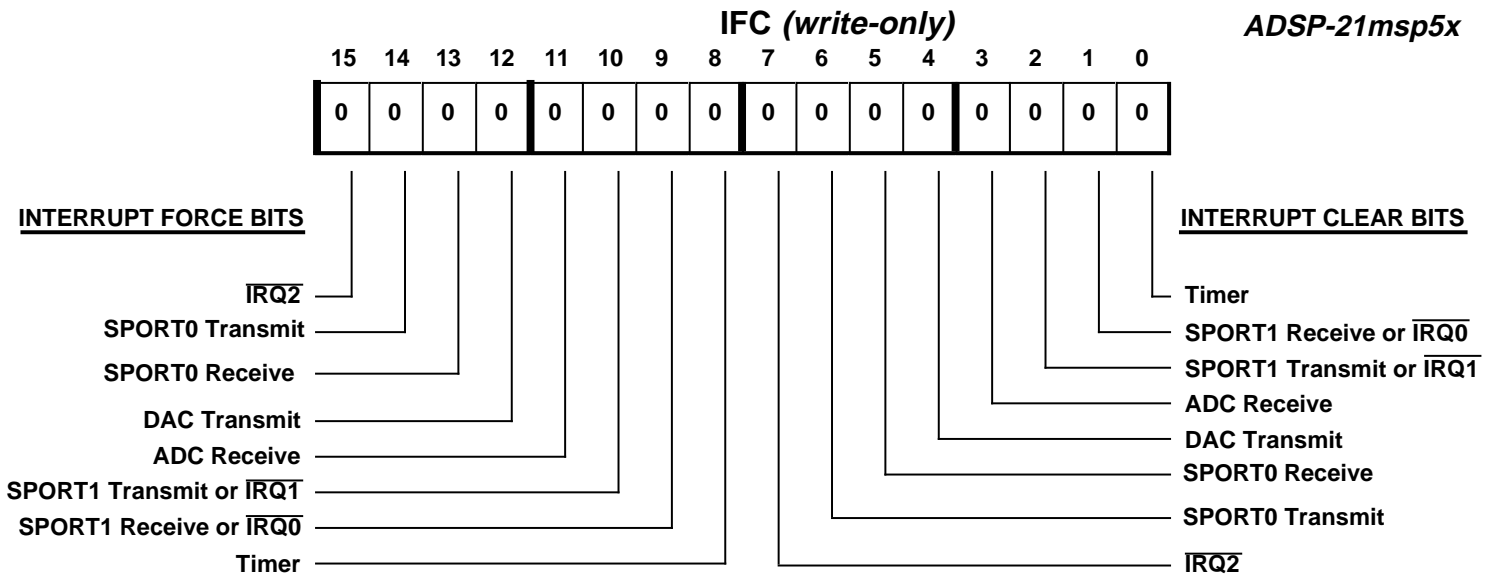 IFC (write-only)
ADSP-21msp5x
15 14 13 12 11 10 9 8 7 6 5 4 3 2 1 0
0 0 0 0 0 0 0 0 0 0 0 0 0 0 0 0
INTERRUPT FORCE BITS
IRQ2
SPORT0 Transmit
SPORT0 Receive
DAC Transmit
ADC Receive
SPORT1 Transmit or IRQ1
SPORT1 Receive or IRQ0
Timer
INTERRUPT CLEAR BITS
Timer
SPORT1 Receive or IRQ0
SPORT1 Transmit or IRQ1
ADC Receive
DAC Transmit
SPORT0 Receive
SPORT0 Transmit
IRQ2